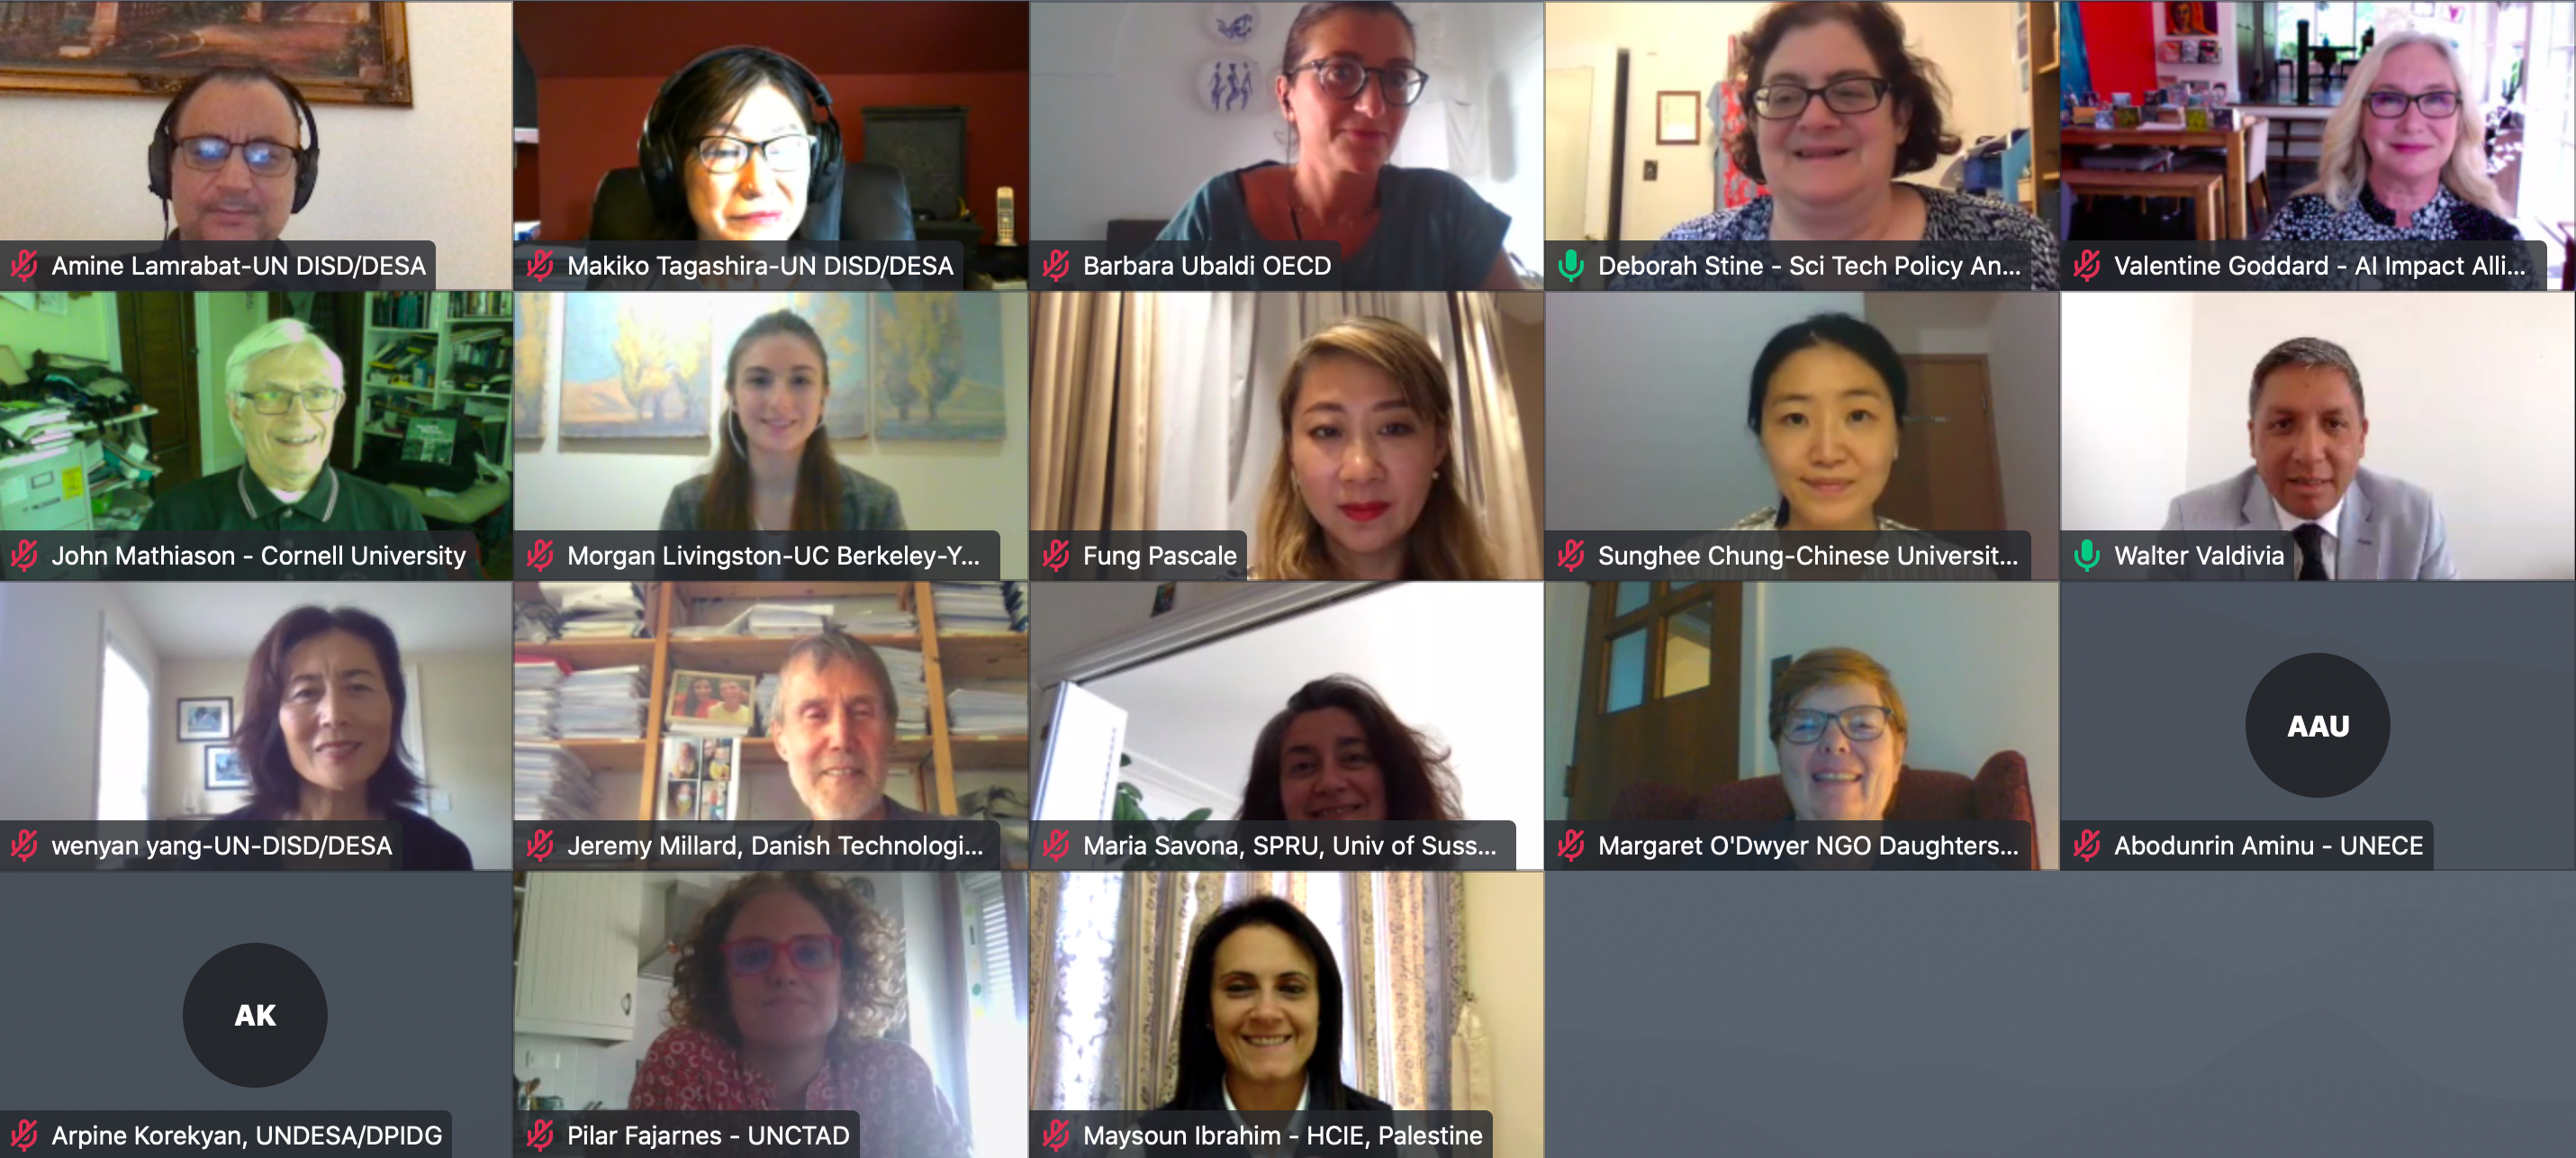 Amine Lamrabat-UN DISD/DESA
Makiko Tagashira-UN DISD/DESA
Barbara Ubaldi OECD
Deborah Stine - Sci Tech Policy An...
Valentine Goddard - AI Impact Alli...
John Mathiason - Cornell University
Morgan Livingston-UC Berkeley-Y...
Fung Pascale
Sunghee Chung-Chinese Universit...
Walter Valdivia
wenyan yang-UN-DISD/DESA
Jeremy Millard, Danish Technologi...
Maria Savona, SPRU, Univ of Suss...
Margaret O'Dwyer NGO Daughters...
AAU
Abodunrin Aminu - UNECE
AK
Arpine Korekyan, UNDESA/DPIDG
Pilar Fajarnes - UNCTAD
Maysoun Ibrahim - HCIE, Palestine